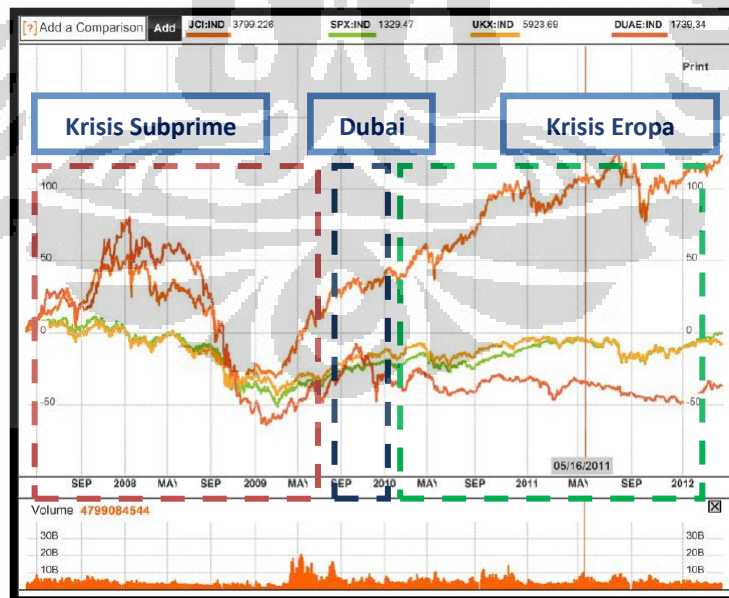 [?] Add a Comparison Add JCI:IND 3799.226 SPX:IND 1329.47 UKX:IND 5923.69 DUAE:IND 1739.34
Print
Krisis Subprime Dubai Krisis Eropa
100 100
50 50
0 0
-50 -50
05/16/2011
SEP 2008 MAY SEP 2009 MAY SEP 2010 MAY SEP 2011 MAY SEP 2012
Volume 4799084544
30B 30B
20B 20B
10B 10B